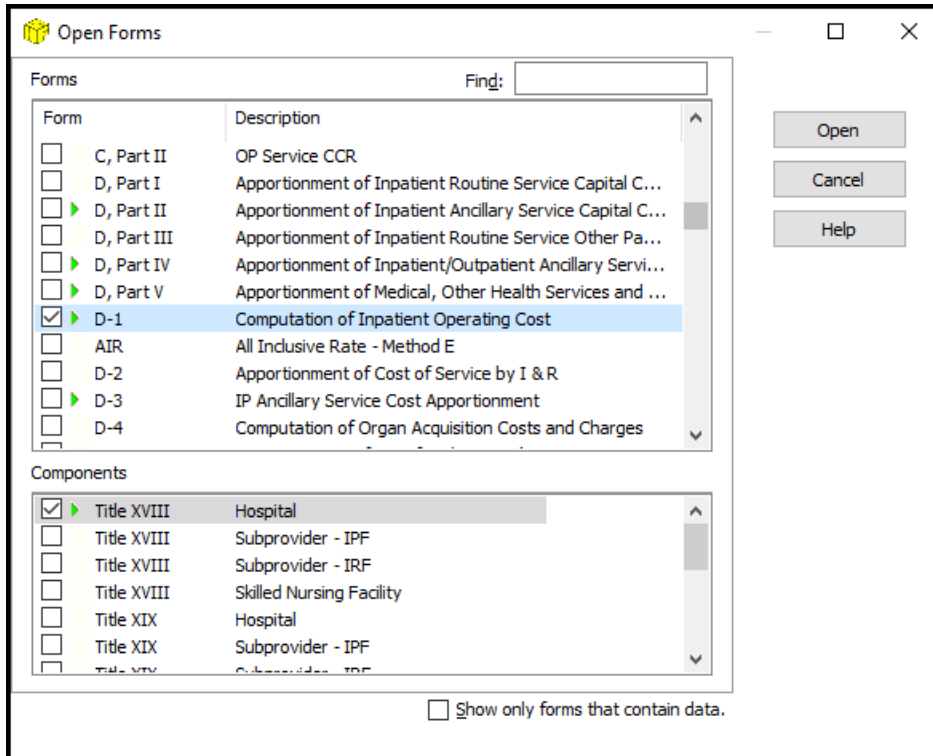 Open Forms
Forms
Find:
Form Description
C, Part II OP Service CCR
D, Part I Apportionment of Inpatient Routine Service Capital C...
D, Part II Apportionment of Inpatient Ancillary Service Capital C...
D, Part III Apportionment of Inpatient Routine Service Other Pa...
D, Part IV Apportionment of Inpatient/Outpatient Ancillary Servi...
D, Part V Apportionment of Medical, Other Health Services and ...
D-1 Computation of Inpatient Operating Cost
AIR All Inclusive Rate - Method E
D-2 Apportionment of Cost of Service by I & R
D-3 IP Ancillary Service Cost Apportionment
D-4 Computation of Organ Acquisition Costs and Charges
Components
Title XVIII Hospital
Title XVIII Subprovider - IPF
Title XVIII Subprovider - IRF
Title XVIII Skilled Nursing Facility
Title XIX Hospital
Title XIX Subprovider - IPF
Title XIX Subprovider - IRF
Show only forms that contain data.
Open
Cancel
Help